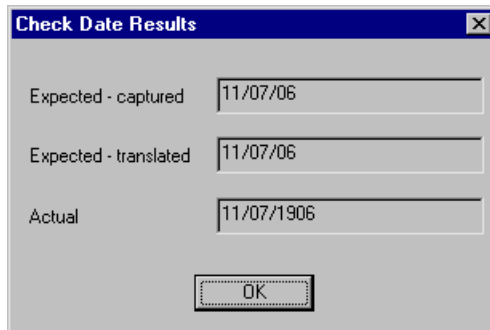 Check Date Results
Expected - captured 11/07/06
Expected - translated 11/07/06
Actual 11/07/1906
OK